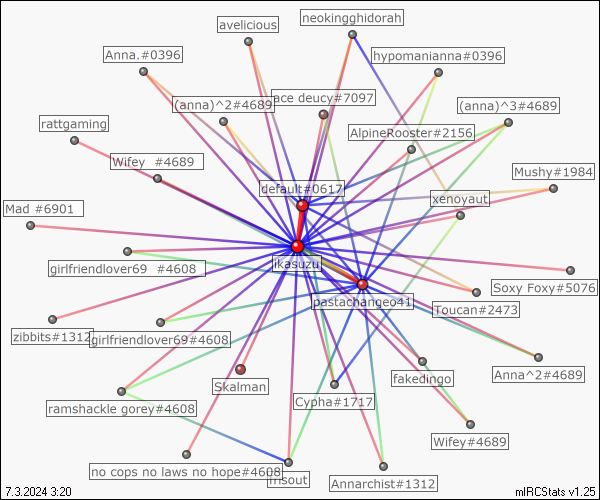 neokingghidorah
avelicious
Anna.#0396
hypomanianna#0396
ace deucy#7097
(anna)^2#4689
(anna)^3#4689
rattgaming
AlpineRooster#2156
Wifey #4689
Mushy#1984
default#0617
xenoyaut
Mad #6901
ikasuzu
girlfriendlover69 #4608
Soxy Foxy#5076
pastachangeo41
Toucan#2473
zibbits#1312
girlfriendlover69#4608
Anna^2#4689
fakedingo
Skalman
Cypha#1717
ramshackle gorey#4608
Wifey#4689
no cops no laws no hope#4608
Annarchist#1312
7.3.2024 3:20
mIRCStats v1.25